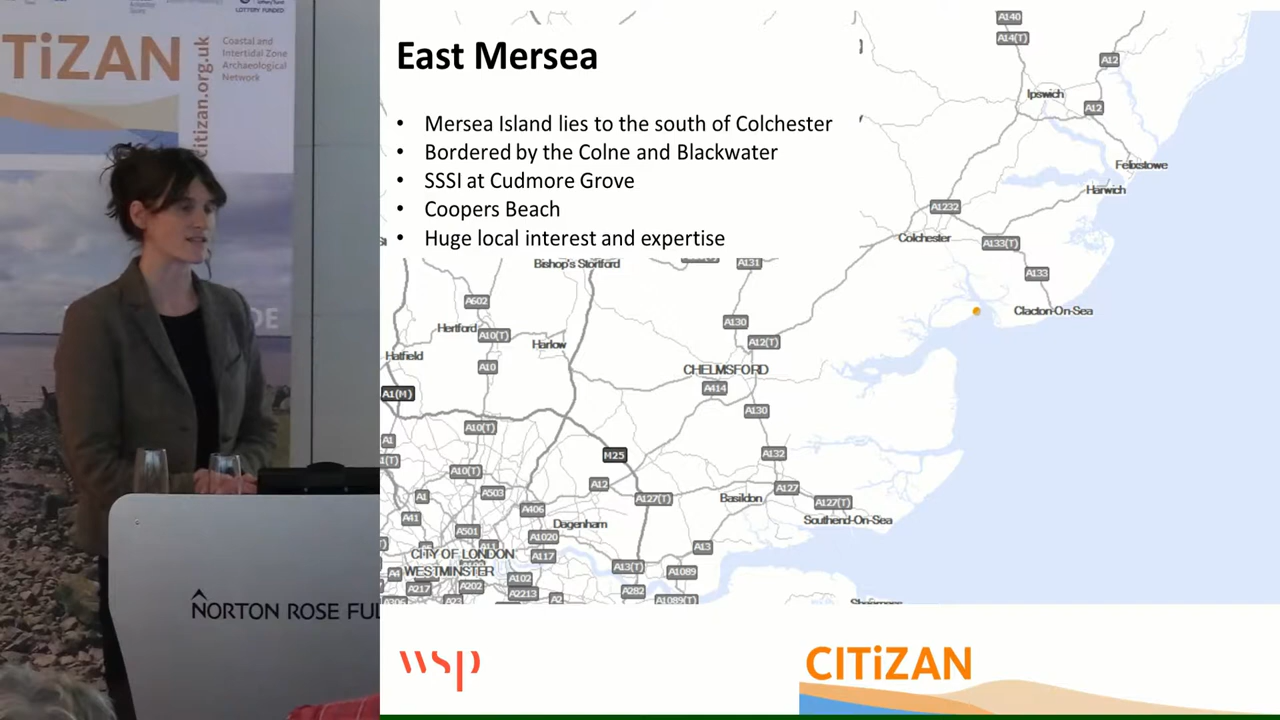 LOTTERY FUNDED
TiZAN
citizan.org.uk
Coastal and
Intertidal Zone
Archaeological
Network
DE
NORTON ROSE FUL
East Mersea
• Mersea Island lies to the south of Colchester
• Bordered by the Colne and Blackwater
• SSSI at Cudmore Grove
• Coopers Beach
• Huge local interest and expertise
A140
A14(T)
A12
Ipswich
A12
Felixstowe
Harwich
A1232
Colchester
A133(T)
A133
Clacton-On-Sea
Bishop's Stortford
A131
A602
Hertford
A10(T)
Harlow
A130
A12(T)
Hatfield
A10
CHELMSFORD
A414
A1(M)
A130
A10(T)
A1
M25
A132
A10(T)
A12
A127
A1
A503
A127(T)
Basildon
A127(T)
A41
A406
Dagenham
Southend-On-Sea
A501
A1020
A13
CITY OF LONDON
A117
WESTMINSTER
A4
A13(T)
A1089
A217
A202
A102
A2213
A282
A2
A1089(T)
wsp
CITiZAN